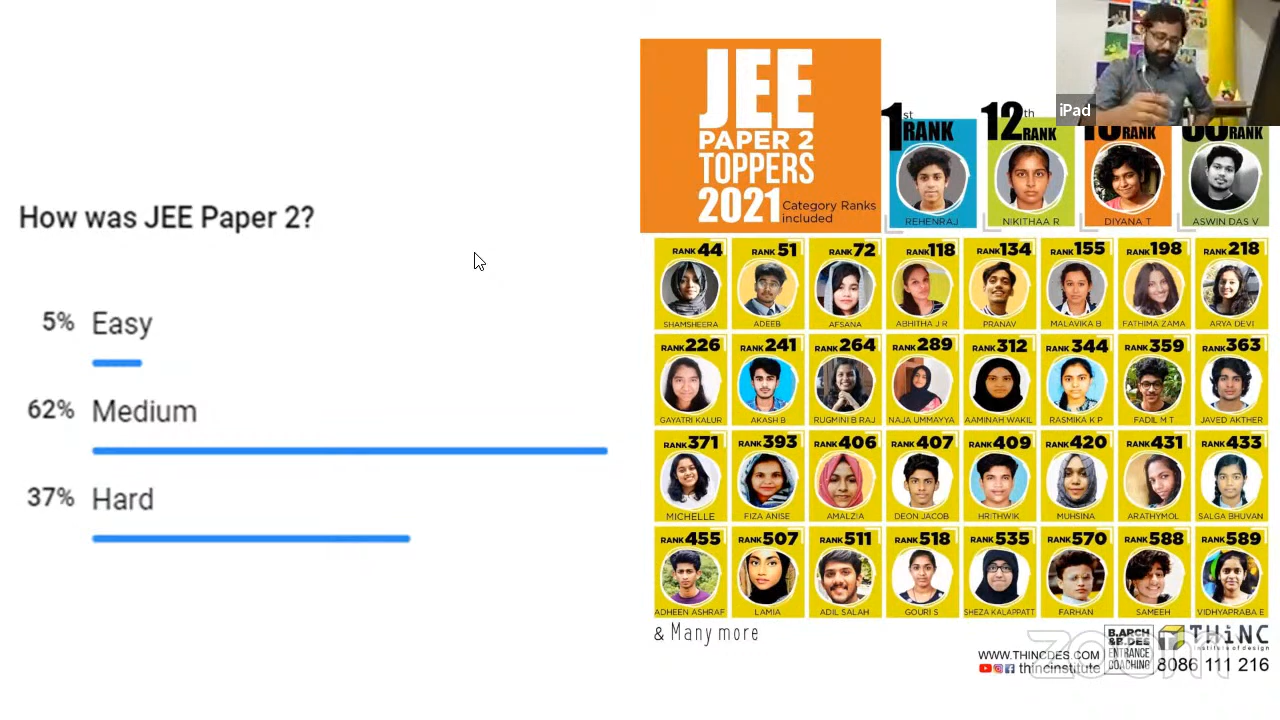 How was JEE Paper 2?
5% Easy
62% Medium
37% Hard
JEE
PAPER 2
TOPPERS
2021 Category Ranks included
1st RANK
REHENRAJ
12th RANK
NIKITHAA R
RANK
DIYANA T
RANK
ASWIN DAS V
iPad
RANK 44 RANK 51 RANK 72 RANK 118 RANK 134 RANK 155 RANK 198 RANK 218
SHAMSHEERA ADEEB AFSANA ABHITHA J R PRANAV MALAVIKA B FATHIMA ZAMA ARYA DEVI
RANK 226 RANK 241 RANK 264 RANK 289 RANK 312 RANK 344 RANK 359 RANK 363
GAYATRI KALUR AKASH B RUGMINI B RAJ NAJA UMMAYYA AAMINAH WAKIL RASMIKA K P FADIL M T JAVED AKTHER
RANK 371 RANK 393 RANK 406 RANK 407 RANK 409 RANK 420 RANK 431 RANK 433
MICHELLE FIZA ANISE AMALZIA DEON JACOB HRITHWIK MUHSINA ARATHYMOL SALGA BHUVAN
RANK 455 RANK 507 RANK 511 RANK 518 RANK 535 RANK 570 RANK 588 RANK 589
ADHEEN ASHRAF LAMIA ADIL SALAH GOURI S SHEZA KALAPPATT FARHAN SAMEEH VIDHYAPRABA E
& Many more
WWW.THINCDES.COM
thincinstitute
B.ARCH
&B.DES
ENTRANCE
COACHING
THiNC
institute of design
8086 111 216
zoom